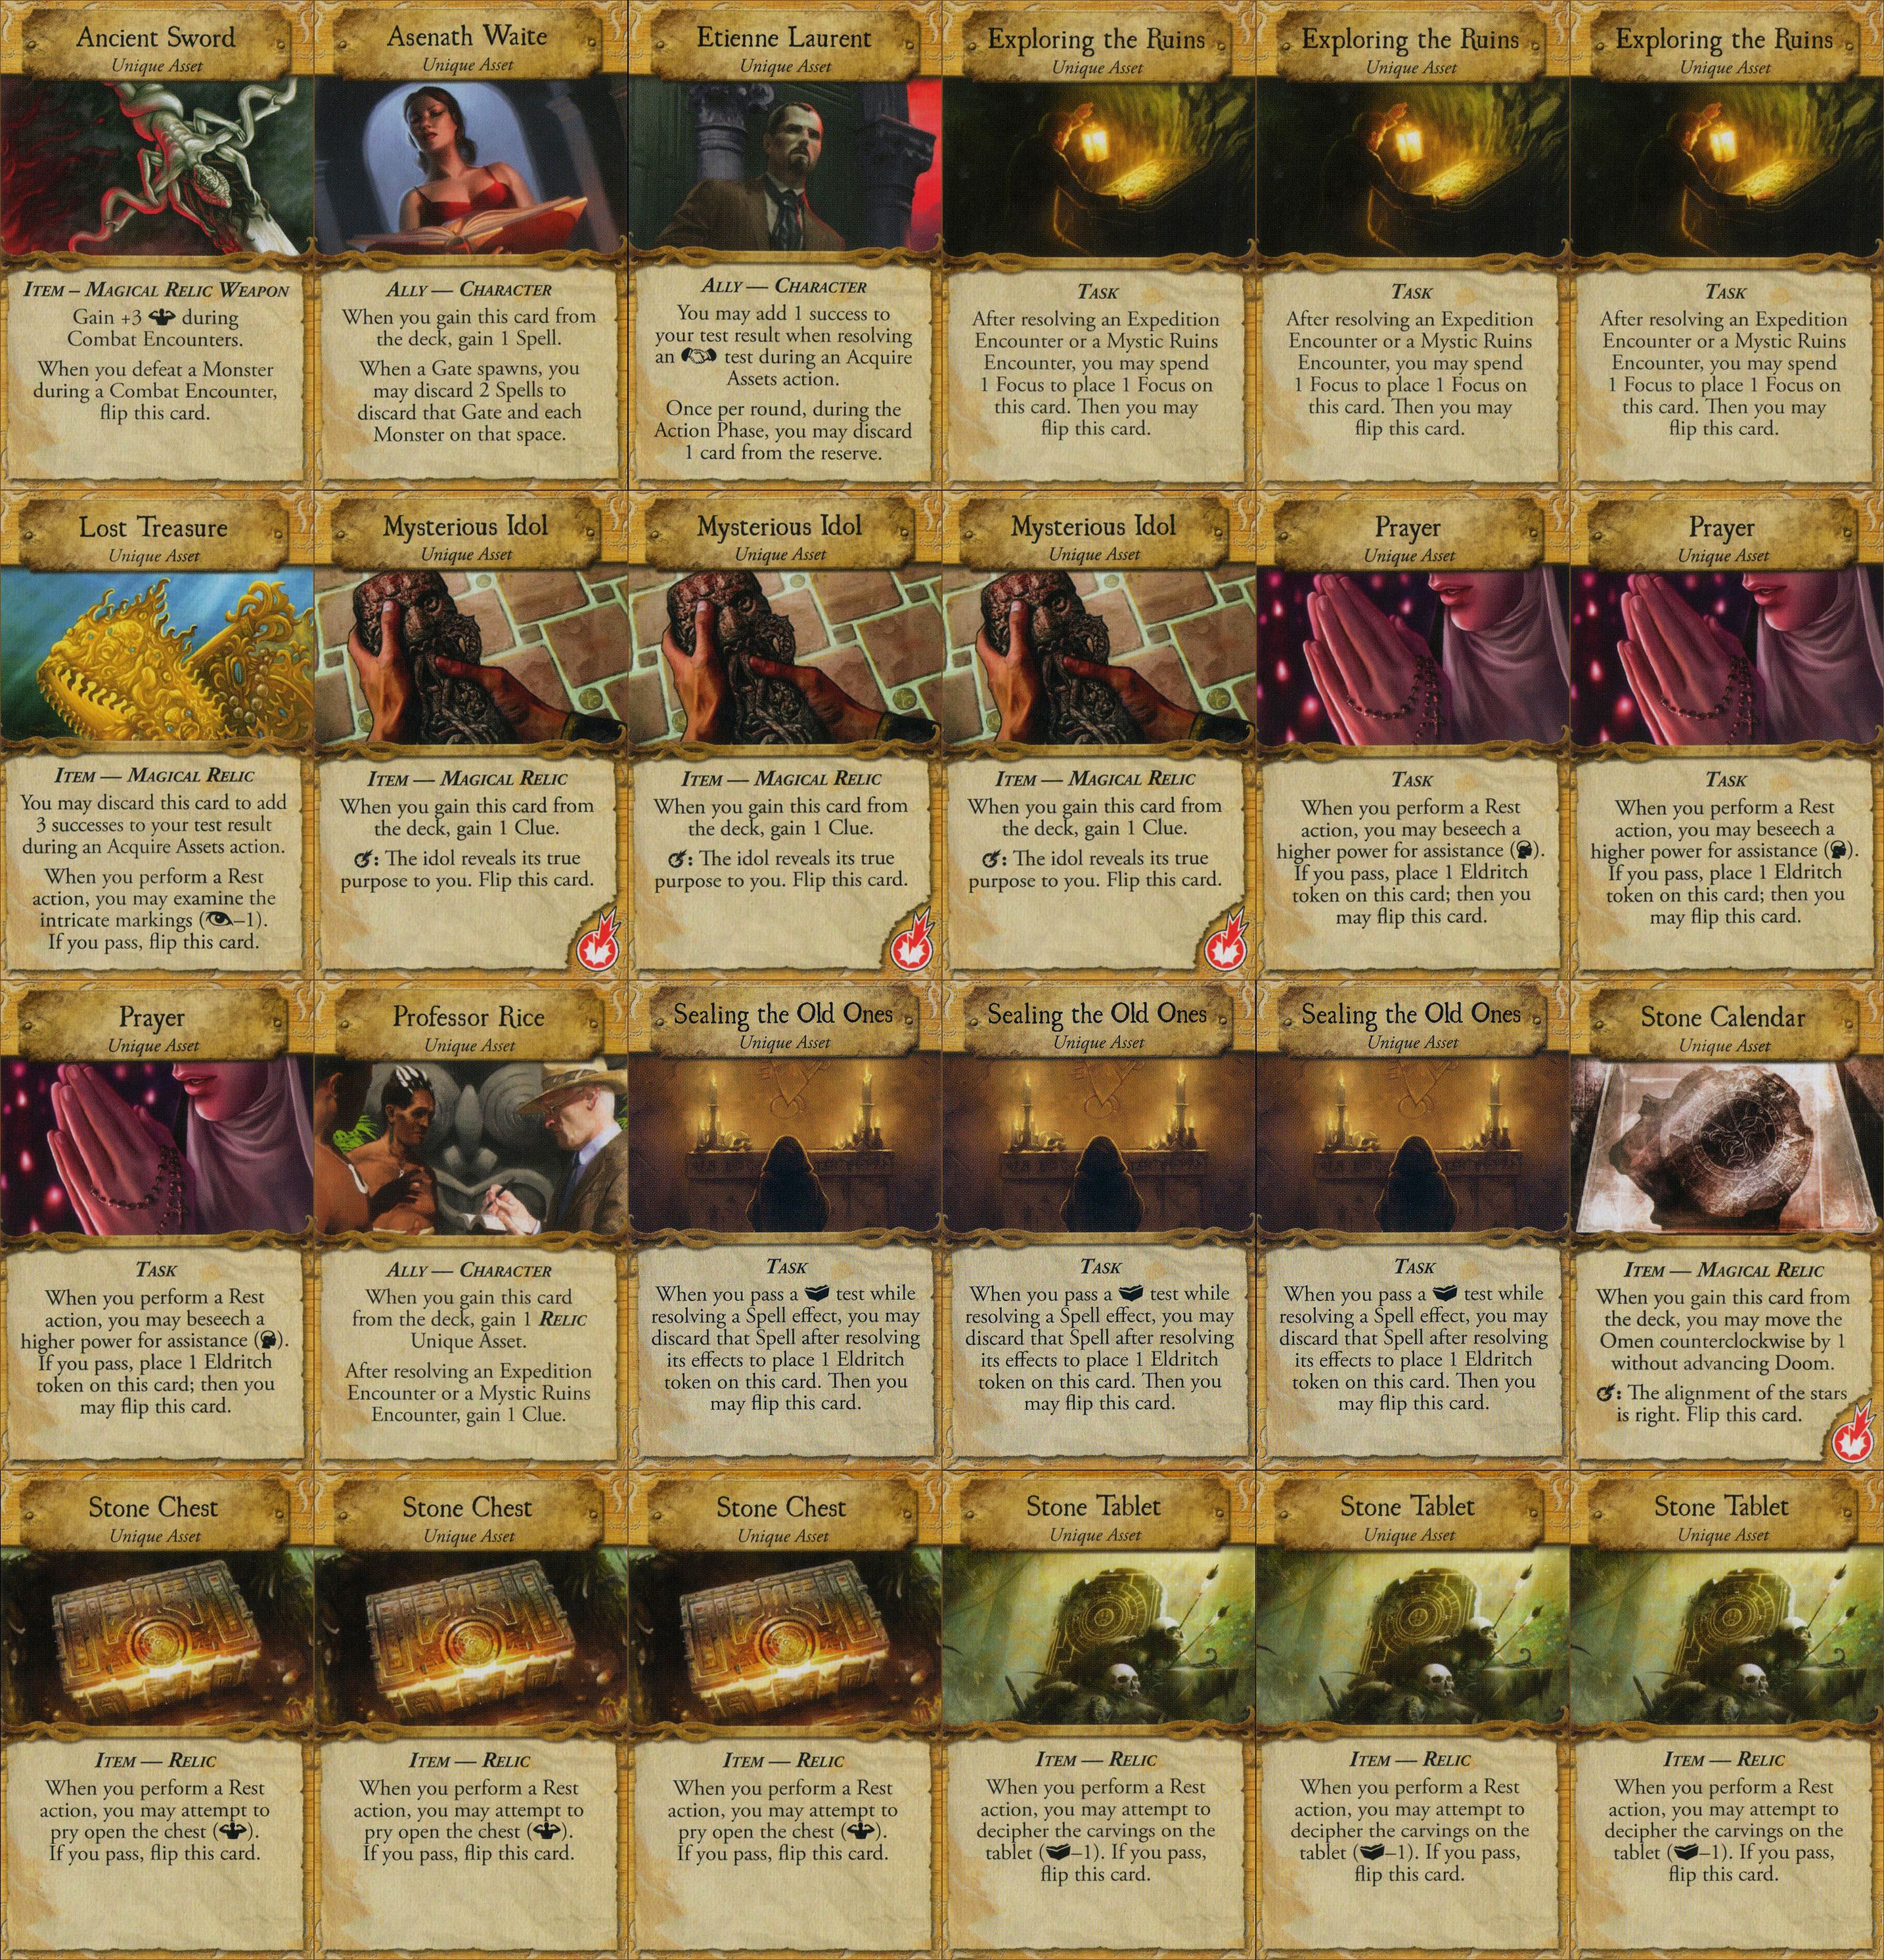 Ancient Sword
Unique Asset
Item – Magical Relic Weapon
Gain +3 during
Combat Encounters.
When you defeat a Monster
during a Combat Encounter,
flip this card.
Asenath Waite
Unique Asset
Ally — Character
When you gain this card from
the deck, gain 1 Spell.
When a Gate spawns, you
may discard 2 Spells to
discard that Gate and each
Monster on that space.
Etienne Laurent
Unique Asset
Ally — Character
You may add 1 success to
your test result when resolving
an test during an Acquire
Assets action.
Once per round, during the
Action Phase, you may discard
1 card from the reserve.
Exploring the Ruins
Unique Asset
Task
After resolving an Expedition
Encounter or a Mystic Ruins
Encounter, you may spend
1 Focus to place 1 Focus on
this card. Then you may
flip this card.
Exploring the Ruins
Unique Asset
Task
After resolving an Expedition
Encounter or a Mystic Ruins
Encounter, you may spend
1 Focus to place 1 Focus on
this card. Then you may
flip this card.
Exploring the Ruins
Unique Asset
Task
After resolving an Expedition
Encounter or a Mystic Ruins
Encounter, you may spend
1 Focus to place 1 Focus on
this card. Then you may
flip this card.
Lost Treasure
Unique Asset
Item — Magical Relic
You may discard this card to add
3 successes to your test result
during an Acquire Assets action.
When you perform a Rest
action, you may examine the
intricate markings ( –1).
If you pass, flip this card.
Mysterious Idol
Unique Asset
Item — Magical Relic
When you gain this card from
the deck, gain 1 Clue.
: The idol reveals its true
purpose to you. Flip this card.
Mysterious Idol
Unique Asset
Item — Magical Relic
When you gain this card from
the deck, gain 1 Clue.
: The idol reveals its true
purpose to you. Flip this card.
Mysterious Idol
Unique Asset
Item — Magical Relic
When you gain this card from
the deck, gain 1 Clue.
: The idol reveals its true
purpose to you. Flip this card.
Prayer
Unique Asset
Task
When you perform a Rest
action, you may beseech a
higher power for assistance ( ).
If you pass, place 1 Eldritch
token on this card; then you
may flip this card.
Prayer
Unique Asset
Task
When you perform a Rest
action, you may beseech a
higher power for assistance ( ).
If you pass, place 1 Eldritch
token on this card; then you
may flip this card.
Prayer
Unique Asset
Task
When you perform a Rest
action, you may beseech a
higher power for assistance ( ).
If you pass, place 1 Eldritch
token on this card; then you
may flip this card.
Professor Rice
Unique Asset
Ally — Character
When you gain this card
from the deck, gain 1 Relic
Unique Asset.
After resolving an Expedition
Encounter or a Mystic Ruins
Encounter, gain 1 Clue.
Sealing the Old Ones
Unique Asset
Task
When you pass a test while
resolving a Spell effect, you may
discard that Spell after resolving
its effects to place 1 Eldritch
token on this card. Then you
may flip this card.
Sealing the Old Ones
Unique Asset
Task
When you pass a test while
resolving a Spell effect, you may
discard that Spell after resolving
its effects to place 1 Eldritch
token on this card. Then you
may flip this card.
Sealing the Old Ones
Unique Asset
Task
When you pass a test while
resolving a Spell effect, you may
discard that Spell after resolving
its effects to place 1 Eldritch
token on this card. Then you
may flip this card.
Stone Calendar
Unique Asset
Item — Magical Relic
When you gain this card from
the deck, you may move the
Omen counterclockwise by 1
without advancing Doom.
: The alignment of the stars
is right. Flip this card.
Stone Chest
Unique Asset
Item — Relic
When you perform a Rest
action, you may attempt to
pry open the chest ( ).
If you pass, flip this card.
Stone Chest
Unique Asset
Item — Relic
When you perform a Rest
action, you may attempt to
pry open the chest ( ).
If you pass, flip this card.
Stone Chest
Unique Asset
Item — Relic
When you perform a Rest
action, you may attempt to
pry open the chest ( ).
If you pass, flip this card.
Stone Tablet
Unique Asset
Item — Relic
When you perform a Rest
action, you may attempt to
decipher the carvings on the
tablet ( –1). If you pass,
flip this card.
Stone Tablet
Unique Asset
Item — Relic
When you perform a Rest
action, you may attempt to
decipher the carvings on the
tablet ( –1). If you pass,
flip this card.
Stone Tablet
Unique Asset
Item — Relic
When you perform a Rest
action, you may attempt to
decipher the carvings on the
tablet ( –1). If you pass,
flip this card.